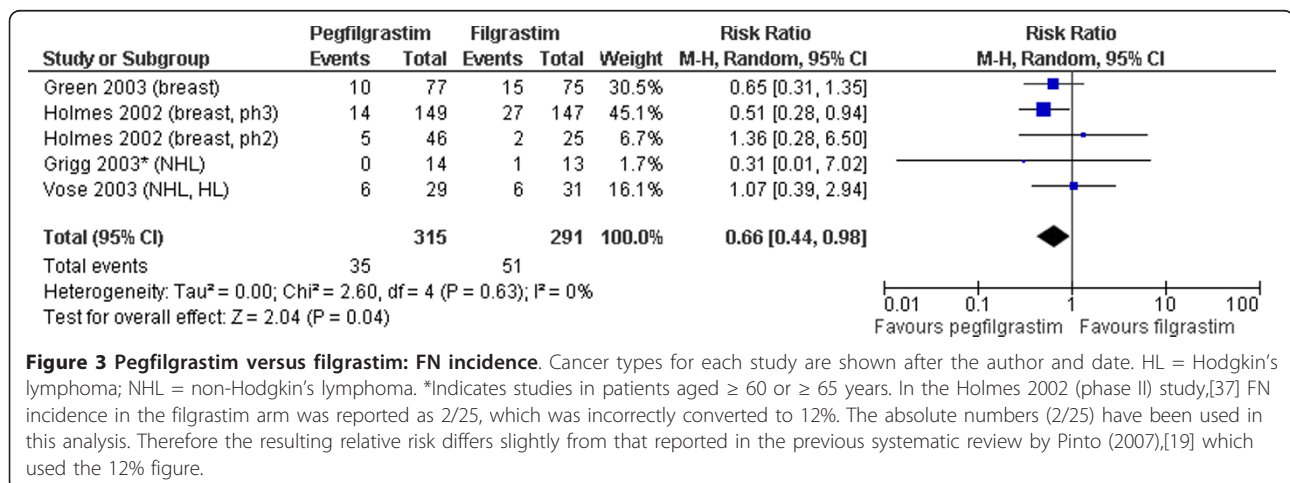 Pegfilgrastim Filgrastim Risk Ratio Risk Ratio
Study or Subgroup Events Total Events Total Weight M-H, Random, 95% CI M-H, Random, 95% CI
Green 2003 (breast) 10 77 15 75 30.5% 0.65 [0.31, 1.35]
Holmes 2002 (breast, ph3) 14 149 27 147 45.1% 0.51 [0.28, 0.94]
Holmes 2002 (breast, ph2) 5 46 2 25 6.7% 1.36 [0.28, 6.50]
Grigg 2003* (NHL) 0 14 1 13 1.7% 0.31 [0.01, 7.02]
Vose 2003 (NHL, HL) 6 29 6 31 16.1% 1.07 [0.39, 2.94]
Total (95% CI) 315 291 100.0% 0.66 [0.44, 0.98]
Total events 35 51
Heterogeneity: Tau² = 0.00; Chi² = 2.60, df = 4 (P = 0.63); I² = 0%
Test for overall effect: Z = 2.04 (P = 0.04)
0.01 0.1 1 10 100
Favours pegfilgrastim Favours filgrastim
Figure 3 Pegfilgrastim versus filgrastim: FN incidence. Cancer types for each study are shown after the author and date. HL = Hodgkin's
lymphoma; NHL = non-Hodgkin's lymphoma. *Indicates studies in patients aged ≥ 60 or ≥ 65 years. In the Holmes 2002 (phase II) study,[37] FN
incidence in the filgrastim arm was reported as 2/25, which was incorrectly converted to 12%. The absolute numbers (2/25) have been used in
this analysis. Therefore the resulting relative risk differs slightly from that reported in the previous systematic review by Pinto (2007),[19] which
used the 12% figure.